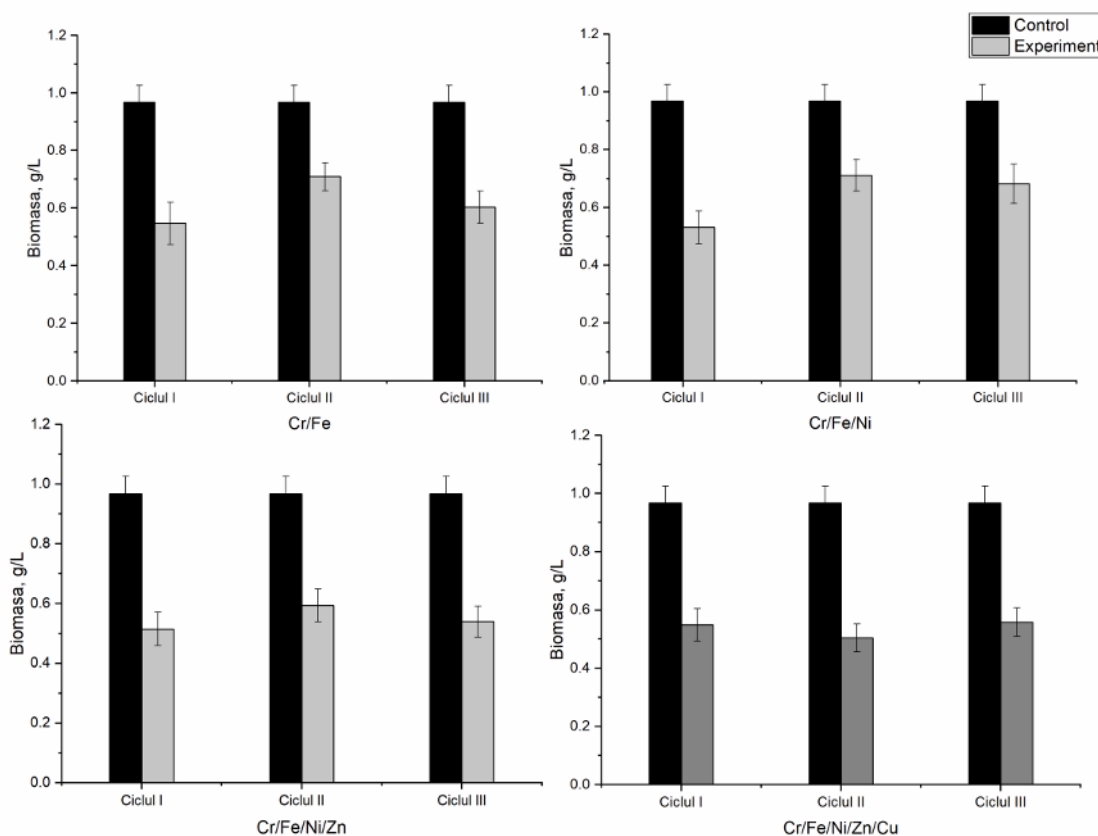 Control
Experiment
1.2
1.0
0.8
0.6
0.4
0.2
0.0
Biomasa, g/L
Ciclul I Ciclul II Ciclul III
Cr/Fe
1.2
1.0
0.8
0.6
0.4
0.2
0.0
Biomasa, g/L
Ciclul I Ciclul II Ciclul III
Cr/Fe/Ni
1.2
1.0
0.8
0.6
0.4
0.2
0.0
Biomasa, g/L
Ciclul I Ciclul II Ciclul III
Cr/Fe/Ni/Zn
1.2
1.0
0.8
0.6
0.4
0.2
0.0
Biomasa, g/L
Ciclul I Ciclul II Ciclul III
Cr/Fe/Ni/Zn/Cu